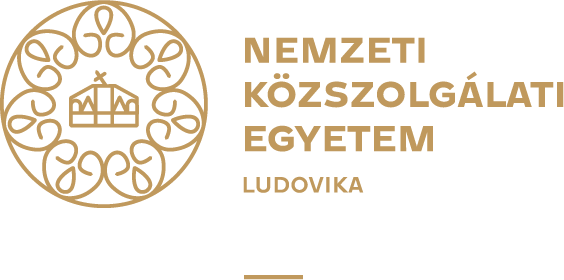 NEMZETI
KÖZSZOLGÁLATI
EGYETEM
LUDOVIKA